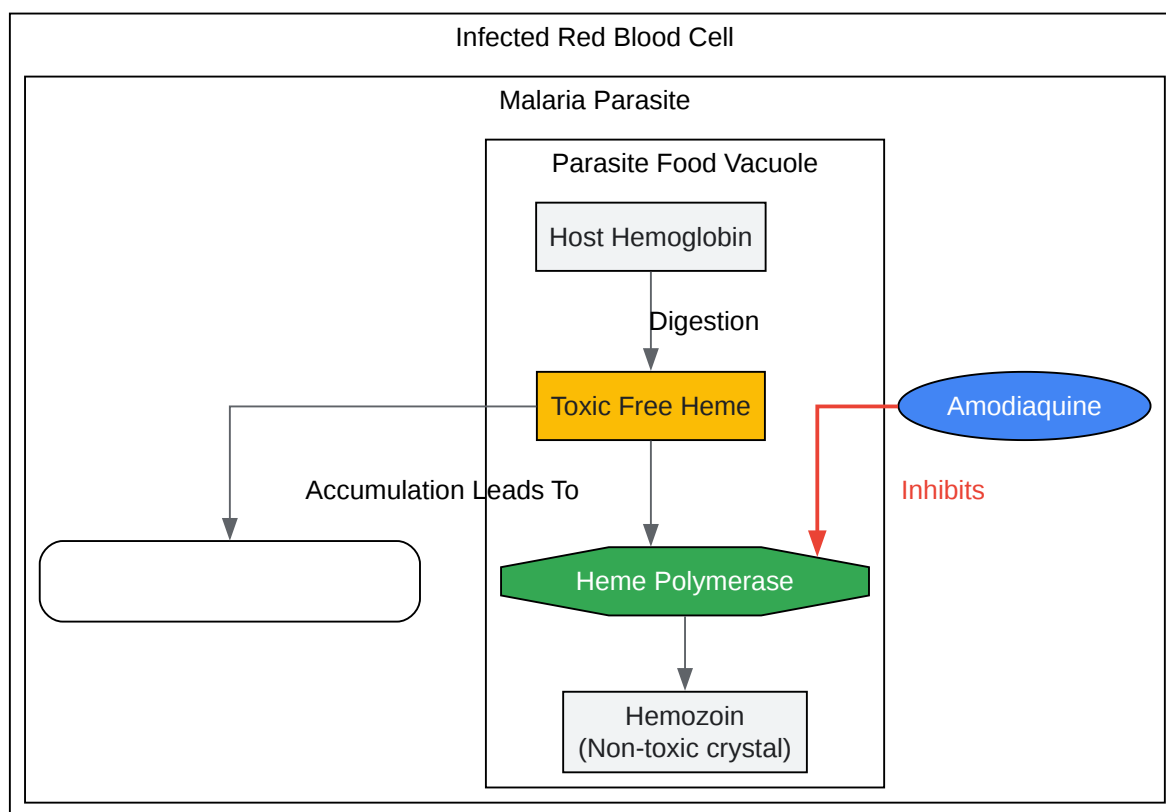 Infected Red Blood Cell
Malaria Parasite
Parasite Food Vacuole
Host Hemoglobin
Digestion
Toxic Free Heme
Amodiaquine
Accumulation Leads To
Inhibits
Heme Polymerase
Hemozoin
(Non-toxic crystal)